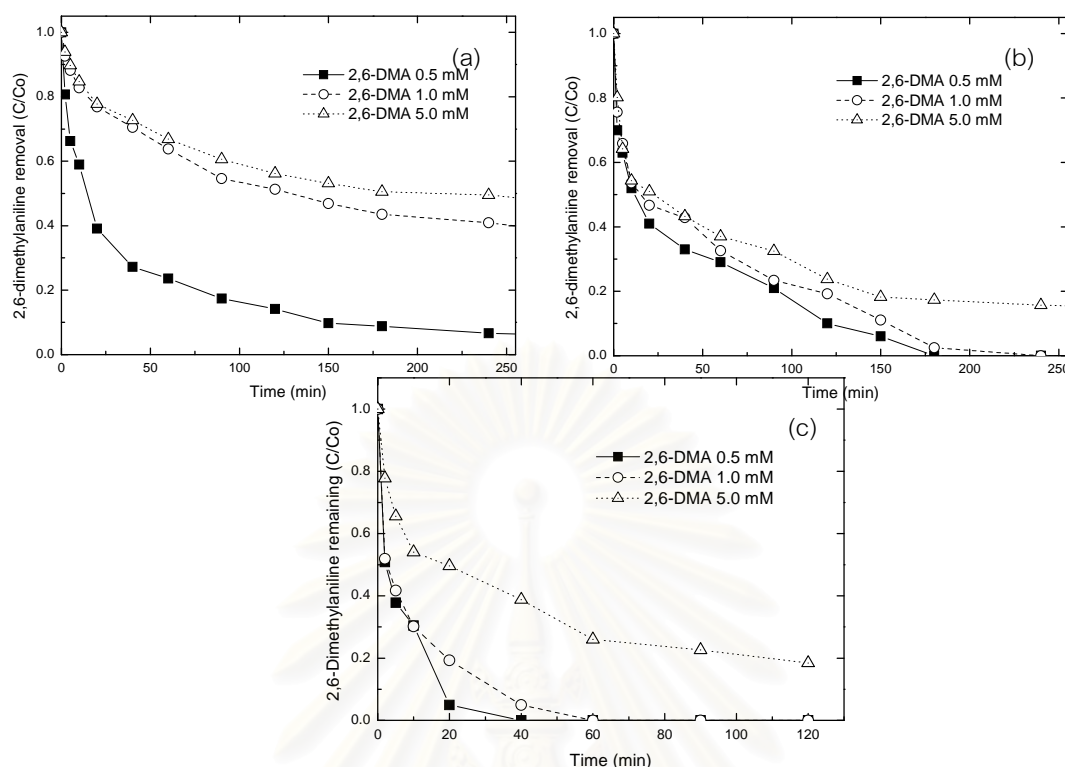 (a)
2,6-DMA 0.5 mM
2,6-DMA 1.0 mM
2,6-DMA 5.0 mM
2,6-dimethylaniline removal (C/Co)
1.0
0.8
0.6
0.4
0.2
0.0
0 50 100 150 200 250
Time (min)
(b)
2,6-DMA 0.5 mM
2,6-DMA 1.0 mM
2,6-DMA 5.0 mM
2,6-dimethylaniline removal (C/Co)
1.0
0.8
0.6
0.4
0.2
0.0
0 50 100 150 200 250
Time (min)
(c)
2,6-DMA 0.5 mM
2,6-DMA 1.0 mM
2,6-DMA 5.0 mM
2,6-Dimethylaniline remaining (C/Co)
1.0
0.8
0.6
0.4
0.2
0.0
0 20 40 60 80 100 120
Time (min)